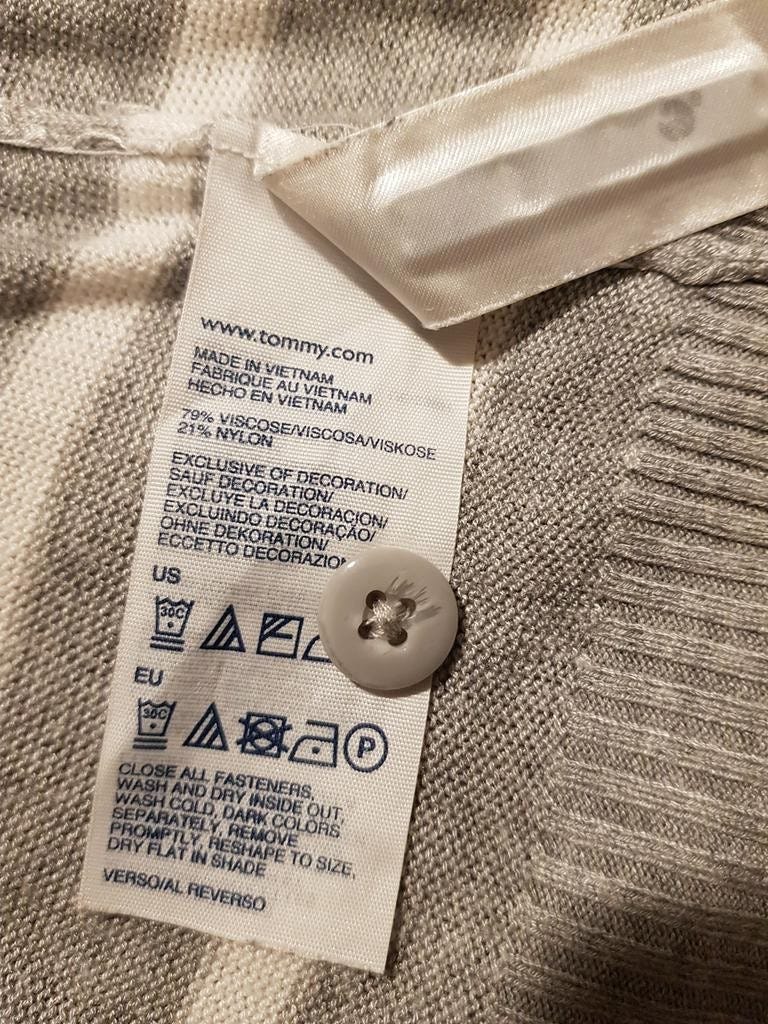 www.tommy.com
MADE IN VIETNAM
FABRIQUE AU VIETNAM
HECHO EN VIETNAM
79% VISCOSE/VISCOSA/VISKOSE
21% NYLON
EXCLUSIVE OF DECORATION/
SAUF DECORATION/
EXCLUYE LA DECORACION/
EXCLUINDO DECORAÇÃO/
OHNE DEKORATION/
ECCETTO DECORAZIO
US
30C
EU
30C
P
CLOSE ALL FASTENERS,
WASH AND DRY INSIDE OUT,
WASH COLD, DARK COLORS
SEPARATELY, REMOVE
PROMPTLY, RESHAPE TO SIZE,
DRY FLAT IN SHADE
VERSO/AL REVERSO